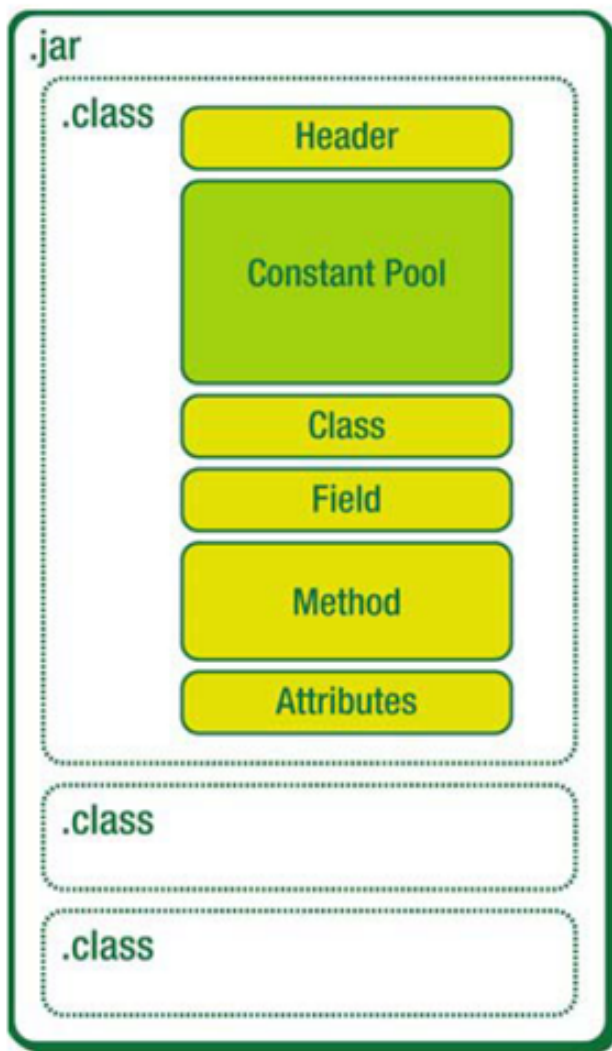 .jar
.class
Header
Constant Pool
Class
Field
Method
Attributes
.class
.class